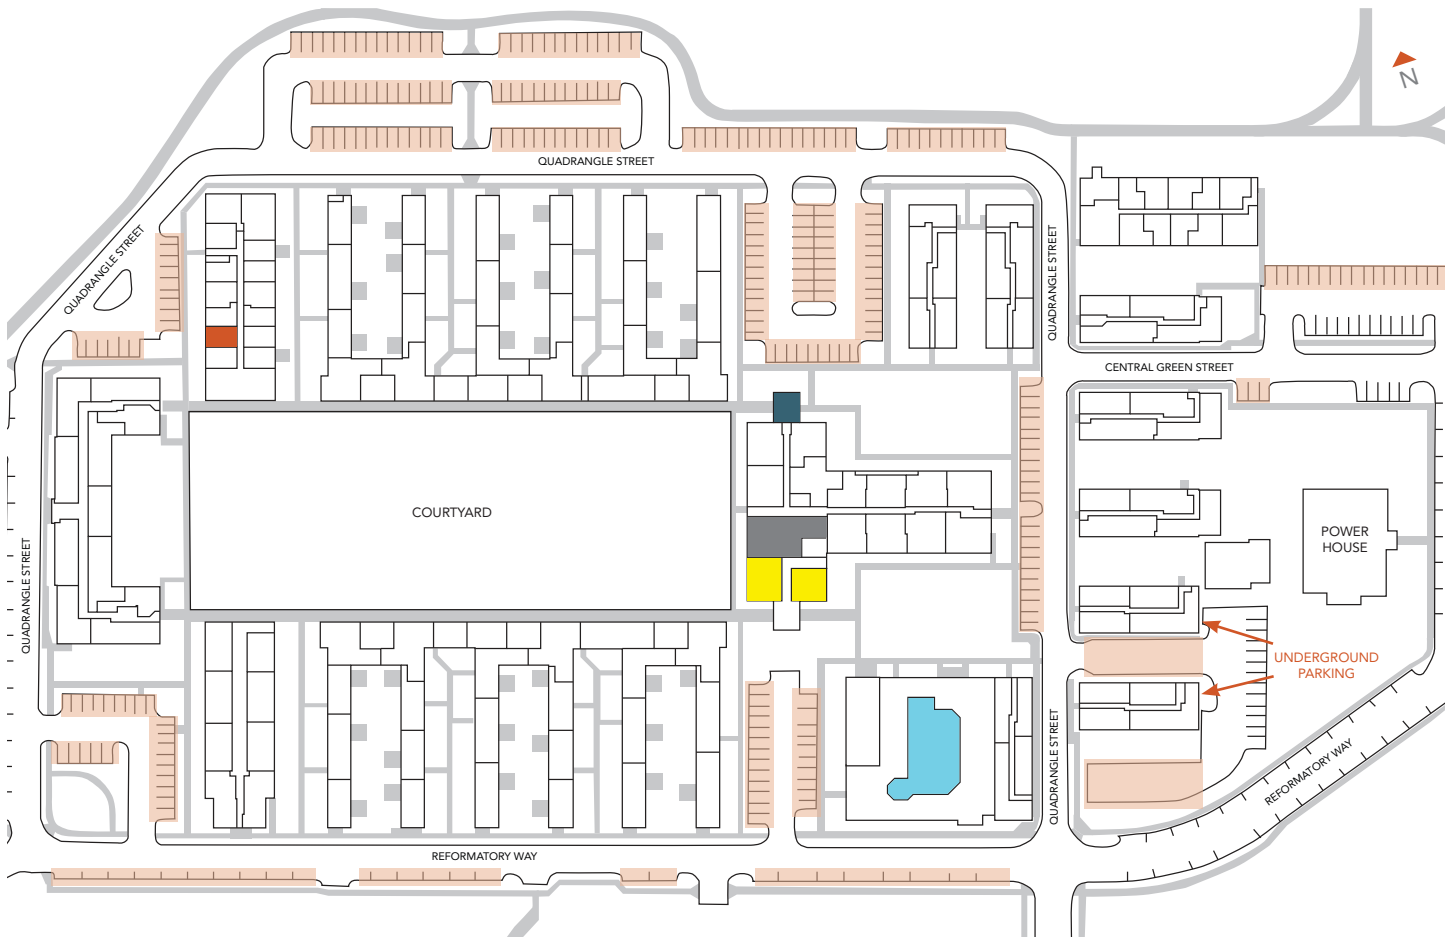 N
QUADRANGLE STREET
QUADRANGLE STREET
QUADRANGLE STREET
CENTRAL GREEN STREET
COURTYARD
POWER
HOUSE
QUADRANGLE STREET
UNDERGROUND
PARKING
QUADRANGLE STREET
REFORMATORY WAY
REFORMATORY WAY